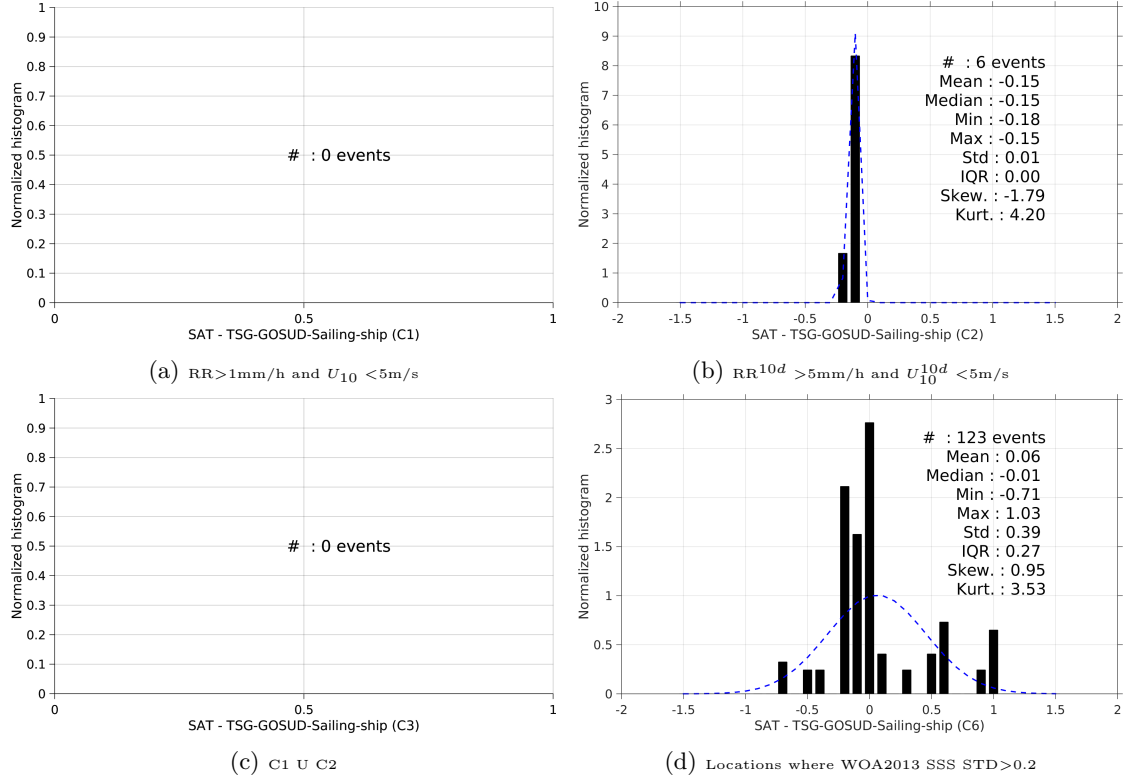 1
0.9
0.8
0.7
0.6
0.5
0.4
0.3
0.2
0.1
0
Normalized histogram
# : 0 events
0 0.5 1
SAT - TSG-GOSUD-Sailing-ship (C1)
(a) RR>1mm/h and U10 <5m/s
10
9
8
7
6
5
4
3
2
1
0
Normalized histogram
# : 6 events
Mean : -0.15
Median : -0.15
Min : -0.18
Max : -0.15
Std : 0.01
IQR : 0.00
Skew. : -1.79
Kurt. : 4.20
-2 -1.5 -1 -0.5 0 0.5 1 1.5 2
SAT - TSG-GOSUD-Sailing-ship (C2)
(b) RR^10d >5mm/h and U_10^10d <5m/s
1
0.9
0.8
0.7
0.6
0.5
0.4
0.3
0.2
0.1
0
Normalized histogram
# : 0 events
0 0.5 1
SAT - TSG-GOSUD-Sailing-ship (C3)
(c) C1 U C2
3
2.5
2
1.5
1
0.5
0
Normalized histogram
# : 123 events
Mean : 0.06
Median : -0.01
Min : -0.71
Max : 1.03
Std : 0.39
IQR : 0.27
Skew. : 0.95
Kurt. : 3.53
-2 -1.5 -1 -0.5 0 0.5 1 1.5 2
SAT - TSG-GOSUD-Sailing-ship (C6)
(d) Locations where WOA2013 SSS STD>0.2